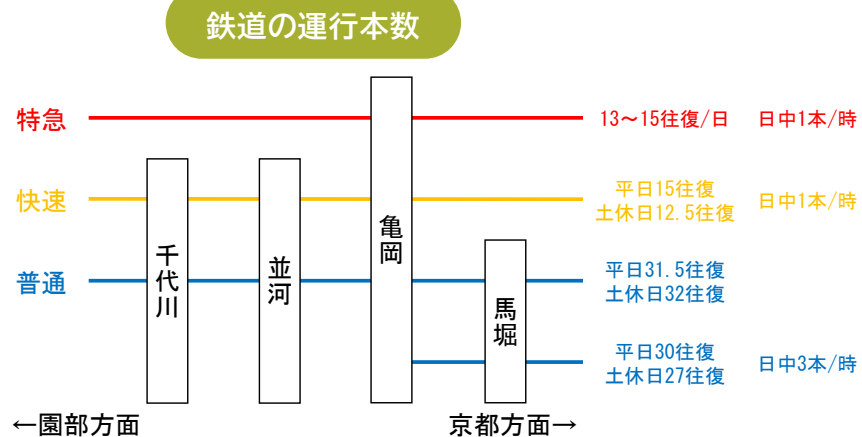 鉄道の運行本数
特急
13～15往復/日
日中1本/時
快速
平日15往復
土休日12.5往復
日中1本/時
普通
平日31.5往復
土休日32往復
平日30往復
土休日27往復
日中3本/時
千代川
並河
亀岡
馬堀
←園部方面
京都方面→